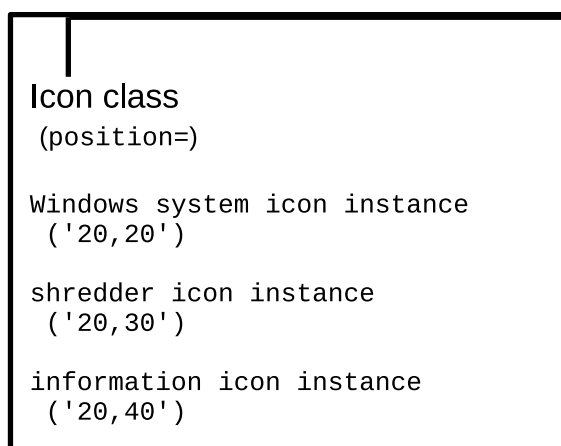 Icon class
(position=)
Windows system icon instance
('20,20')
shredder icon instance
('20,30')
information icon instance
('20,40')